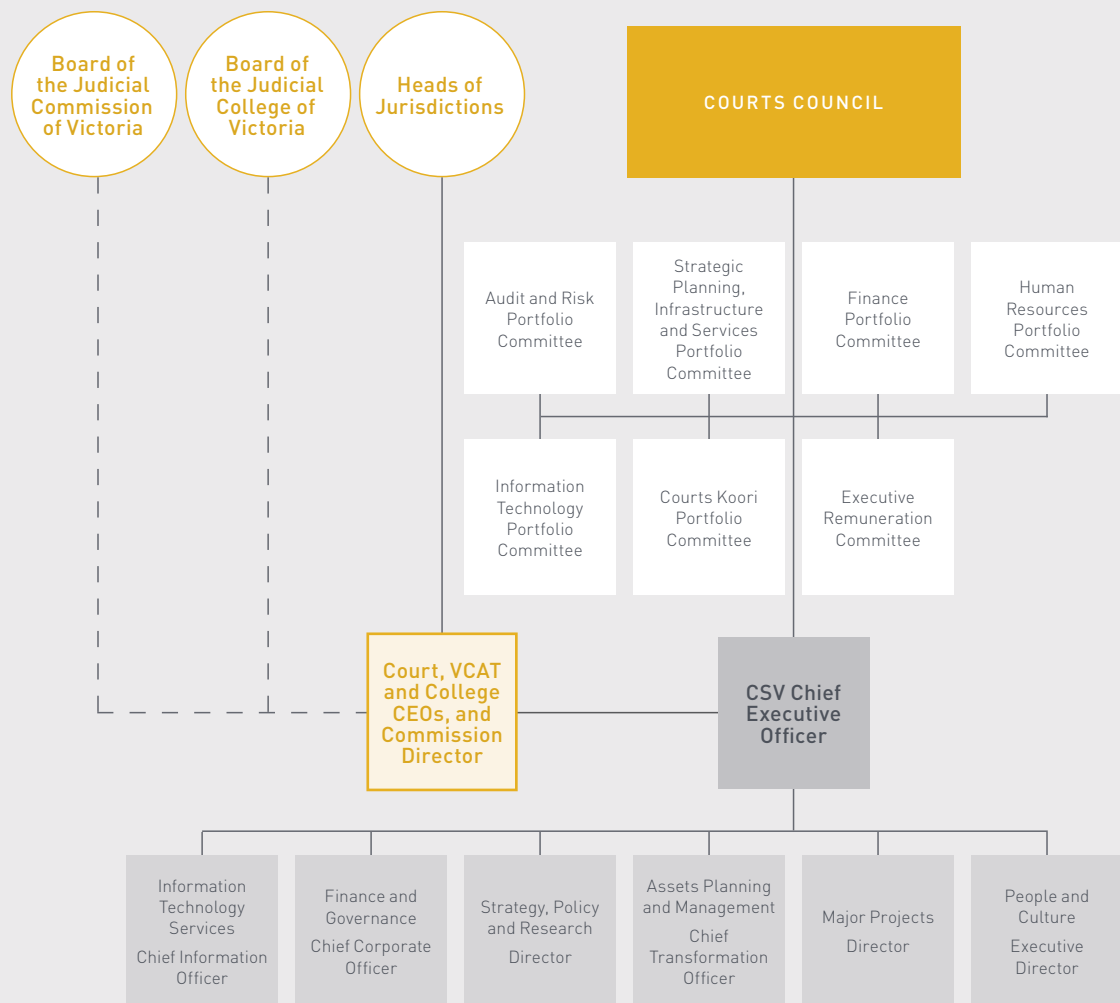 Board of
the Judicial
Commission
of Victoria
Board of
the Judicial
College of
Victoria
Heads of
Jurisdictions
COURTS COUNCIL
Audit and Risk
Portfolio
Committee
Strategic
Planning,
Infrastructure
and Services
Portfolio
Committee
Finance
Portfolio
Committee
Human
Resources
Portfolio
Committee
Information
Technology
Portfolio
Committee
Courts Koori
Portfolio
Committee
Executive
Remuneration
Committee
Court, VCAT
and College
CEOs, and
Commission
Director
CSV Chief
Executive
Officer
Information
Technology
Services
Chief Information
Officer
Finance and
Governance
Chief Corporate
Officer
Strategy, Policy
and Research
Director
Assets Planning
and Management
Chief
Transformation
Officer
Major Projects
Director
People and
Culture
Executive
Director